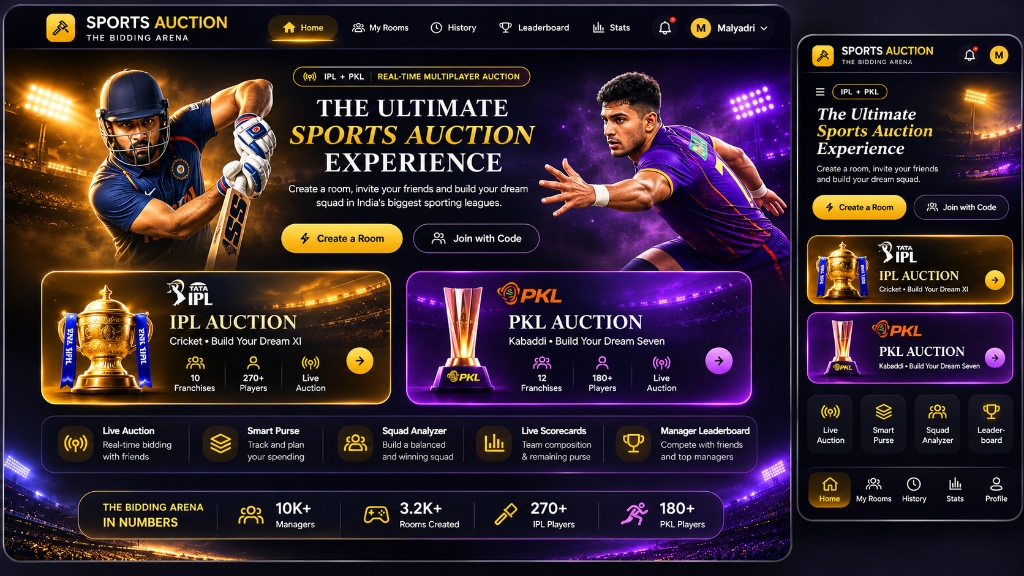 SPORTS AUCTION
THE BIDDING ARENA
Home
My Rooms
History
Leaderboard
Stats
M
Malyadri
IPL + PKL | REAL-TIME MULTIPLAYER AUCTION
THE ULTIMATE
SPORTS AUCTION
EXPERIENCE
Create a room, invite your friends and build your dream
squad in India's biggest sporting leagues.
Create a Room
Join with Code
SS
TATA
IPL
IPL AUCTION
Cricket • Build Your Dream XI
10
Franchises
270+
Players
Live
Auction
PKL
PKL
PKL AUCTION
Kabaddi • Build Your Dream Seven
12
Franchises
180+
Players
Live
Auction
Live Auction
Real-time bidding
with friends
Smart Purse
Track and plan
your spending
Squad Analyzer
Build a balanced
and winning squad
Live Scorecards
Team composition
& remaining purse
Manager Leaderboard
Compete with friends
and top managers
THE BIDDING ARENA
IN NUMBERS
10K+
Managers
3.2K+
Rooms Created
270+
IPL Players
180+
PKL Players
SPORTS AUCTION
THE BIDDING ARENA
M
IPL + PKL
The Ultimate
Sports Auction
Experience
Create a room, invite your friends
and build your dream squad.
Create a Room
Join with Code
TATA
IPL
IPL AUCTION
Cricket • Build Your Dream XI
PKL
PKL AUCTION
Kabaddi • Build Your Dream Seven
Live
Auction
Smart
Purse
Squad
Analyzer
Leader-
board
Home
My Rooms
History
Stats
Profile